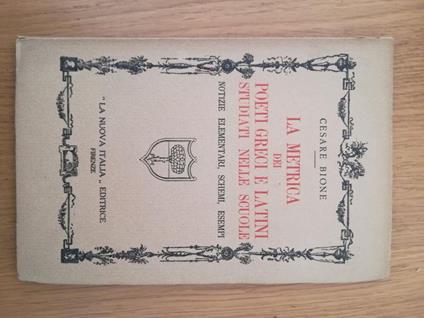 CESARE BIONE
LA METRICA
DEI
POETI GRECI E LATINI
STUDIATI NELLE SCUOLE
NOTIZIE ELEMENTARI, SCHEMI, ESEMPI
"LA NUOVA ITALIA„ EDITRICE
FIRENZE